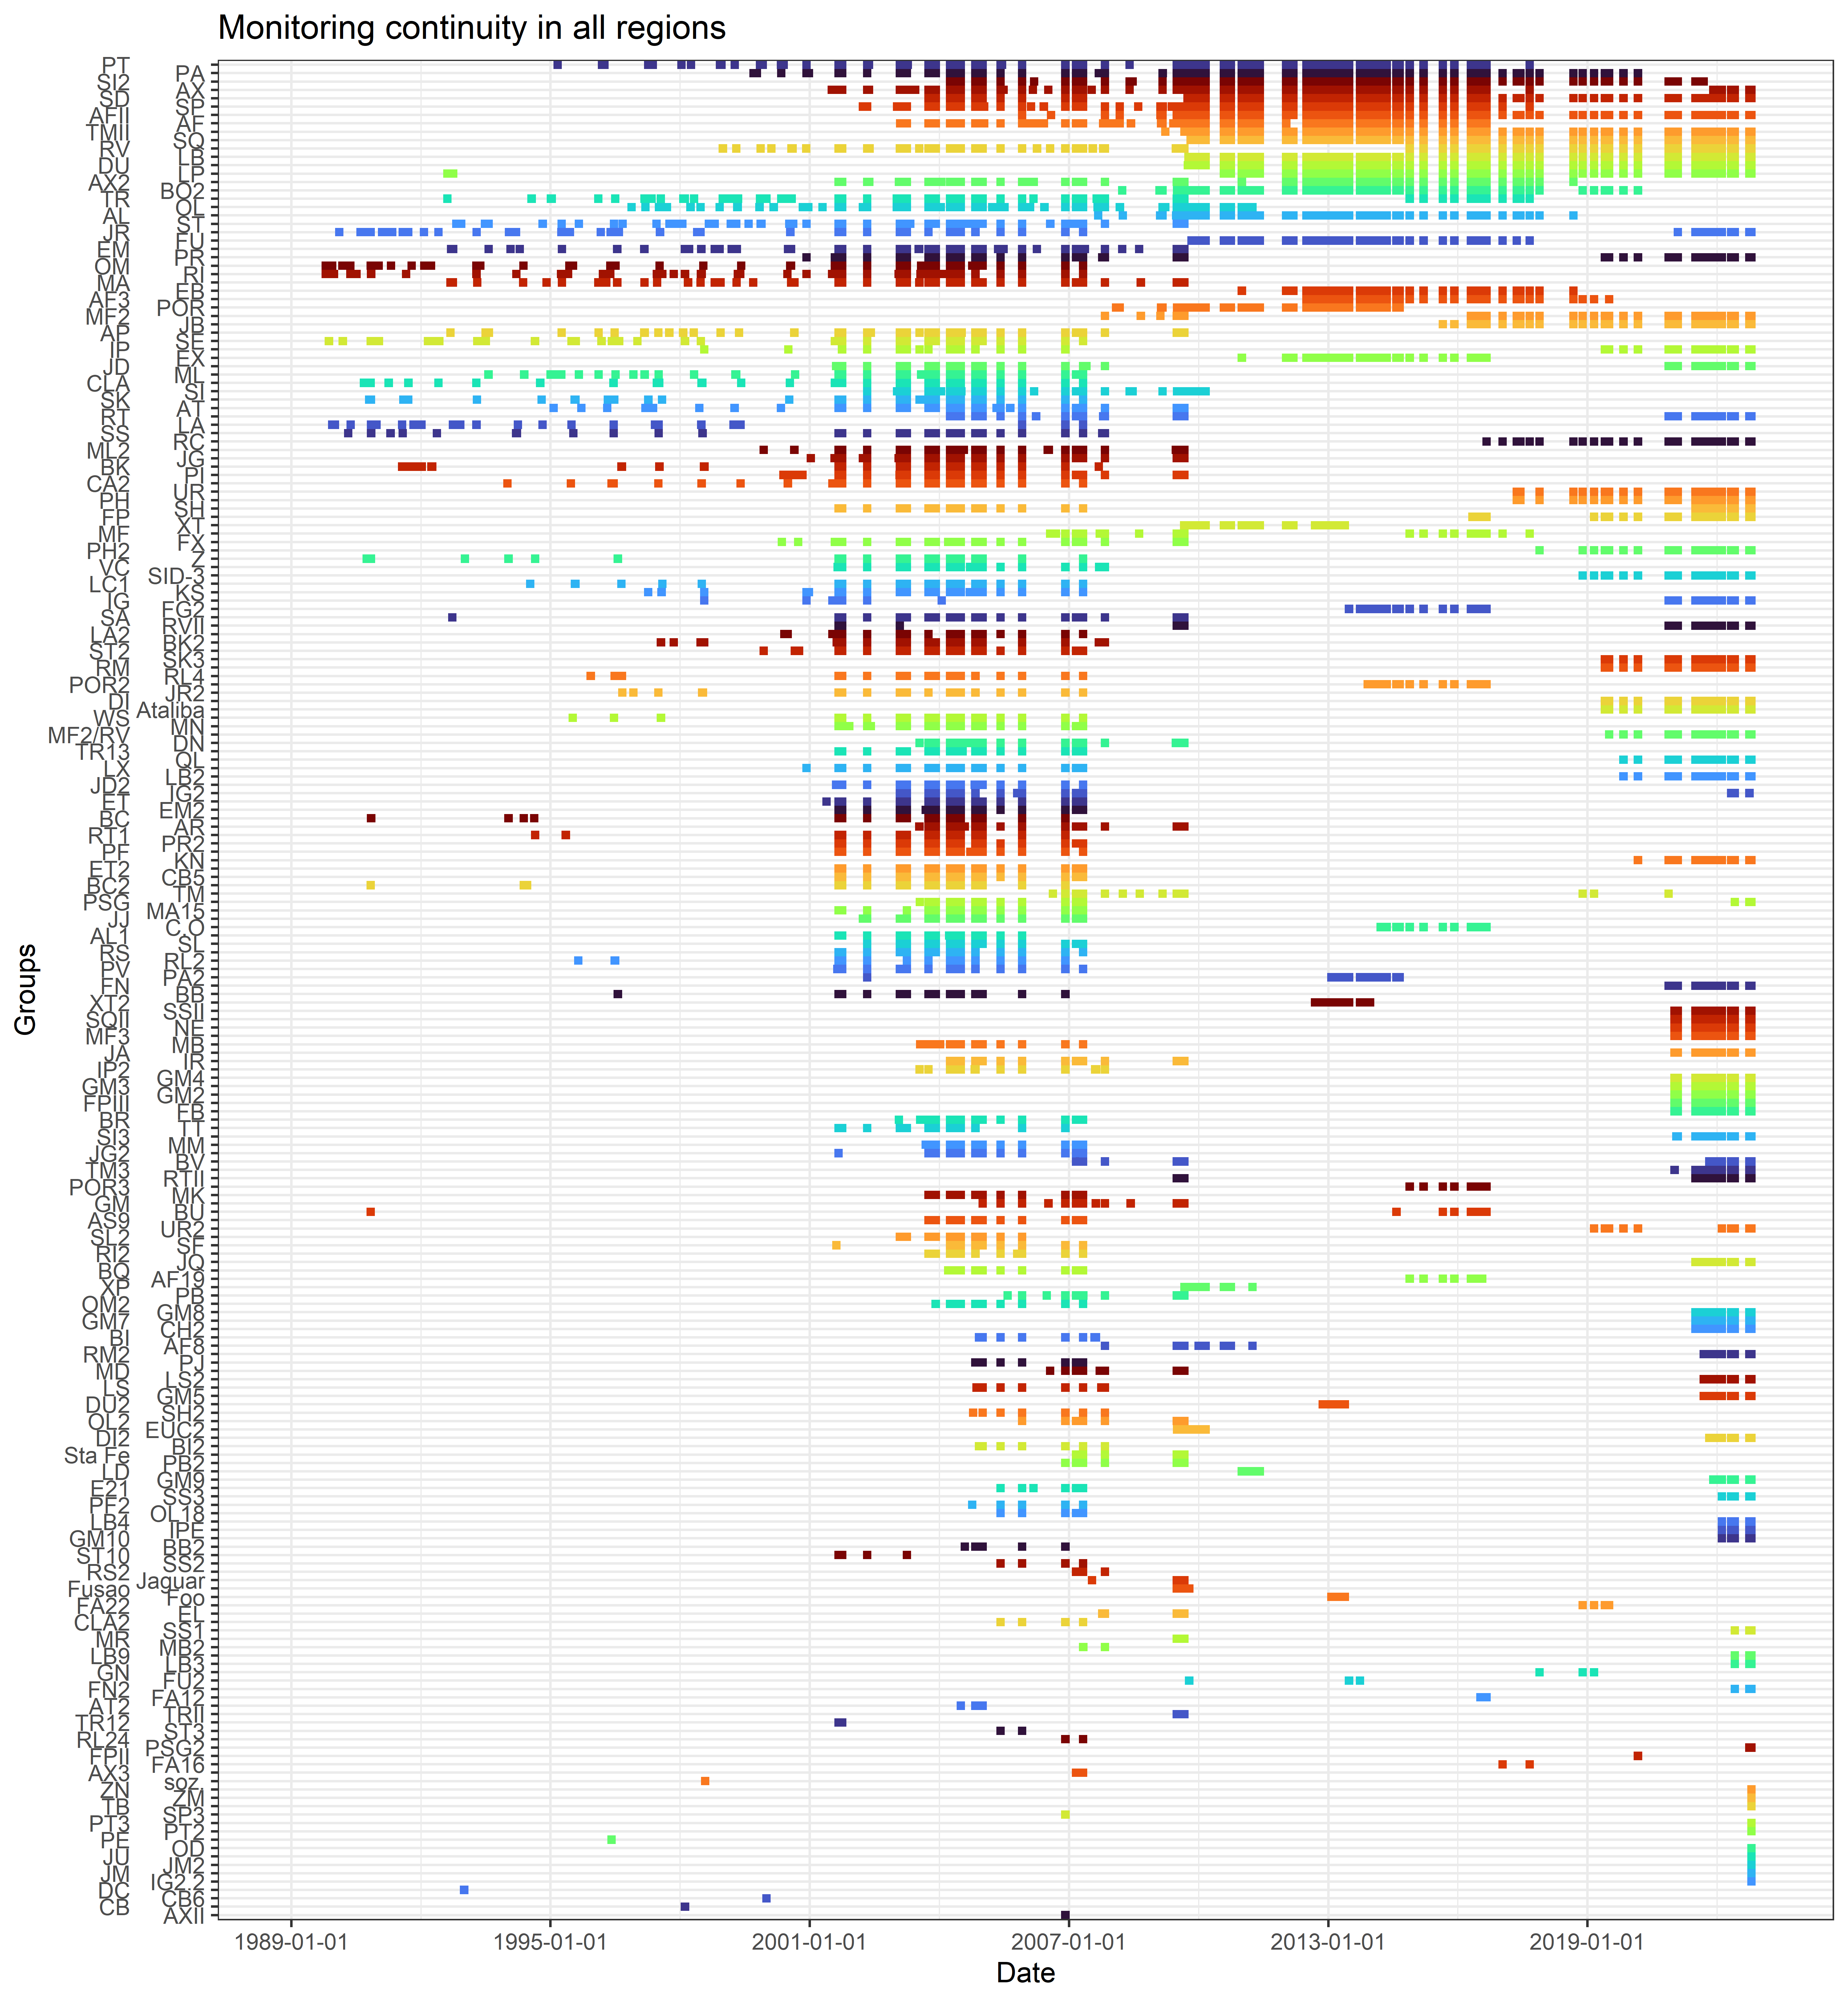 Monitoring continuity in all regions
PT
PA
SI2
AX
SD
SP
AFII
AF
TMII
SQ
RV
LB
DU
LP
AX2
BO2
TR
OL
AL
ST
JR
FU
EM
PR
OM
RI
MA
AF3
POR
MF2
JB
AP
SE
IP
EX
JD
ML
CLA
SI
SK
AT
RT
LA
SS
RC
ML2
JG
BK
PI
CA2
UR
PH
SH
FP
XT
MF
FX
PH2
Z
VC
SID-3
LC1
KS
IG
FG2
SA
RVII
LA2
BK2
ST2
SK3
RM
RL4
POR2
JR2
DI
Ataliba
WS
MN
MF2/RV
DN
TR13
QL
LX
LB2
JD2
IG2
ET
EM2
BC
AR
RT1
PR2
PF
KN
ET2
CB5
BC2
TM
PSG
MA15
JJ
C.O
AL1
SL
RS
RL2
PV
PA2
FN
BB
XT2
SSII
SQII
NE
MF3
MB
JA
IR
IP2
GM4
GM3
GM2
FPIII
BR
TT
SI3
MM
JG2
BV
TM3
RTII
POR3
MK
GM
BU
AS9
UR2
SL2
SF
RI2
JQ
BQ
AF19
XP
PB
OM2
GM8
GM7
CH2
BI
AF8
RM2
PJ
MD
LS2
LS
GM5
DU2
SH2
OL2
EUC2
DI2
BI2
Sta Fe
PB2
LD
GM9
E21
SS3
PF2
OL18
LB4
IPE
GM10
BB2
ST10
SS2
RS2
Jaguar
Fusao
Foo
FA22
EL
CLA2
SS1
MR
MB2
LB9
LB3
GN
FU2
FN2
FA12
AT2
TRII
TR12
ST3
RL24
PSG2
FPII
FA16
AX3
soz.
ZN
ZM
TB
SP3
PT3
PT2
PE
OD
JU
JM2
JM
IG2.2
DC
CB6
CB
AXII
Groups
1989-01-01 1995-01-01 2001-01-01 2007-01-01 2013-01-01 2019-01-01
Date